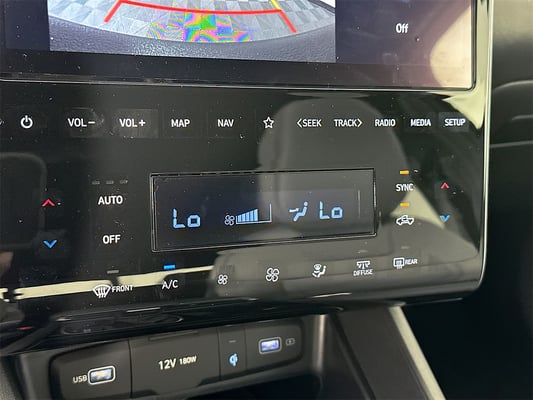 Off
VOL− VOL+ MAP NAV ☆ <SEEK TRACK> RADIO MEDIA SETUP
AUTO Lo Lo SYNC
OFF
FRONT A/C DIFFUSE REAR
USB 12V 180W